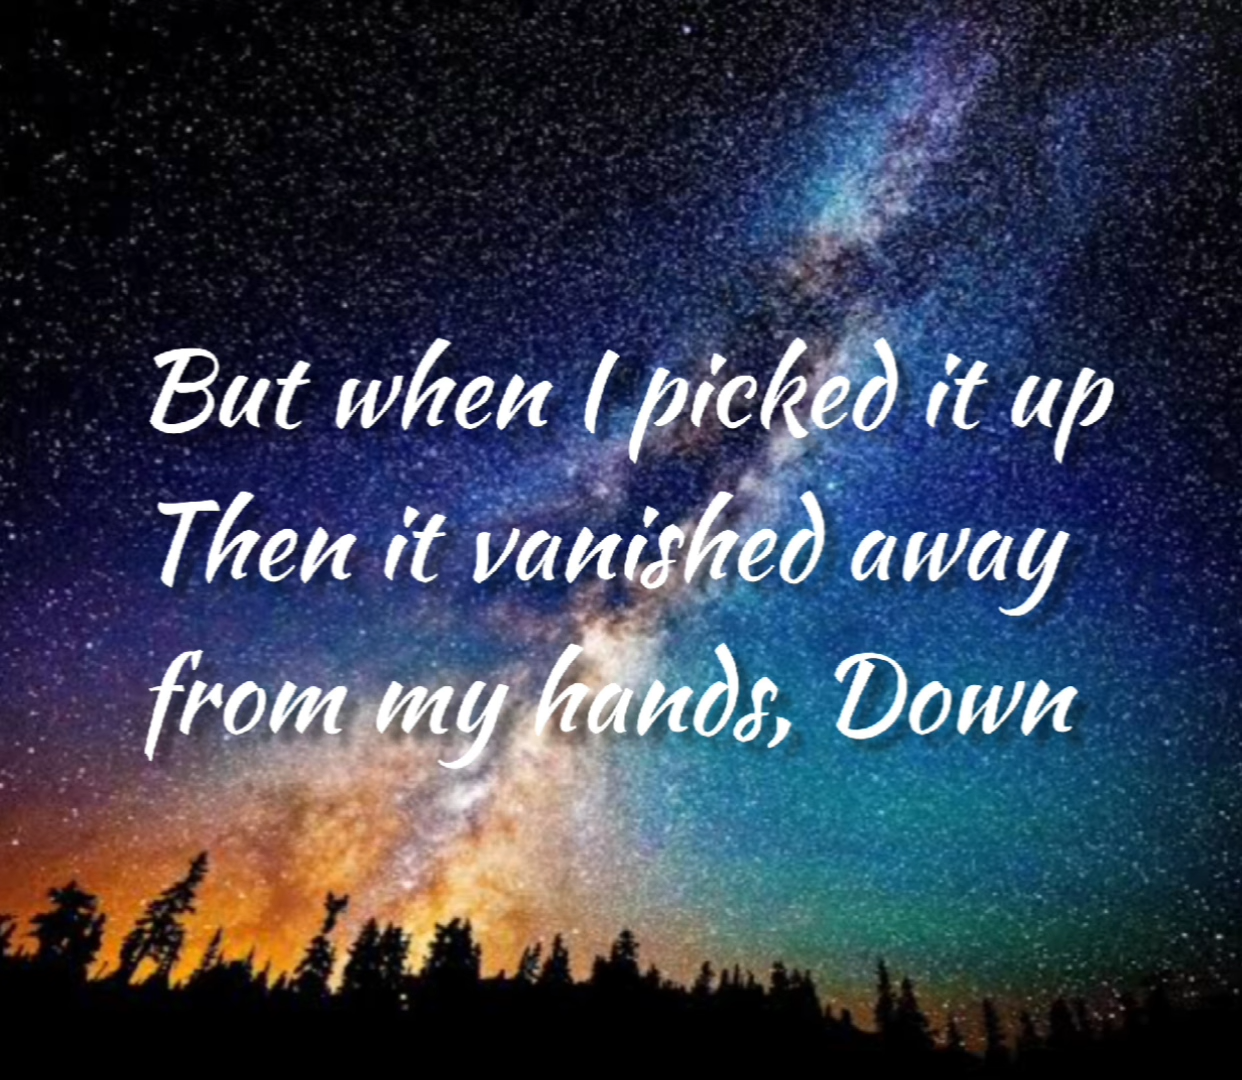 But when I picked it up
Then it vanished away
from my hands, Down